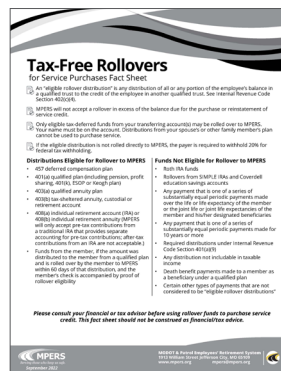 Tax-Free Rollovers
for Service Purchases Fact Sheet
An "eligible rollover distribution" is any distribution of all or any portion of the employee's balance in
a qualified trust to the credit of the employee in another qualified trust. See Internal Revenue Code
Section 402(c)(4).
MPERS will not accept a rollover in excess of the balance due for the purchase or reinstatement of
service credit.
Only eligible tax-deferred funds from your transferring account(s) may be rolled over to MPERS.
Your name must be on the account. Distributions from your spouse's or other family member's plan
cannot be used to purchase service.
If the eligible distribution is not rolled directly to MPERS, the payer is required to withhold 20% for
federal tax withholding.
Distributions Eligible for Rollover to MPERS
• 457 deferred compensation plan
• 401(a) qualified plan (including pension, profit
sharing, 401(k), ESOP or Keogh plan)
• 403(a) qualified annuity plan
• 403(b) tax-sheltered annuity, custodial or
retirement account
• 408(a) individual retirement account (IRA) or
408(b) individual retirement annuity (MPERS
will only accept pre-tax contributions from
a traditional IRA that provides separate
accounting for pre-tax contributions; after-tax
contributions from an IRA are not acceptable.)
• Funds from the member, if the amount was
distributed to the member from a qualified plan
and is rolled over by the member to MPERS
within 60 days of that distribution, and the
member's check is accompanied by proof of
rollover eligibility
Funds Not Eligible for Rollover to MPERS
• Roth IRA funds
• Rollovers from SIMPLE IRAs or Coverdell
education savings accounts
• Any payment that is one of a series of
substantially equal periodic payments made
over the life or life expectancy of the member
or the joint life or joint life expectancies of the
member and his/her designated beneficiary
• Any payment that is one of a series of
substantially equal periodic payments made for
10 years or more
• Required distributions under Internal Revenue
Code Section 401(a)(9)
• Any distribution not includable in taxable
income
• Death benefit payments made to a member as
a beneficiary under a qualified plan
• Certain other types of payments that are not
considered to be "eligible rollover distributions"
Please consult your financial or tax advisor before using rollover funds to purchase service
credit. This fact sheet should not be construed as financial/tax advice.
MPERS
September 2022
MODOT & Patrol Employees' Retirement System
1913 William Street Jefferson City, MO 65109
www.mpers.org mpers@mpers.org